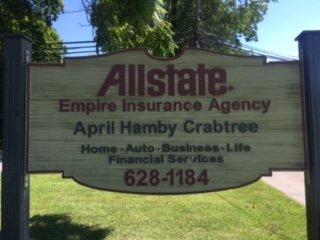 Allstate®
Empire Insurance Agency
April Hamby Crabtree
Home · Auto · Business · Life
Financial Services
628-1184